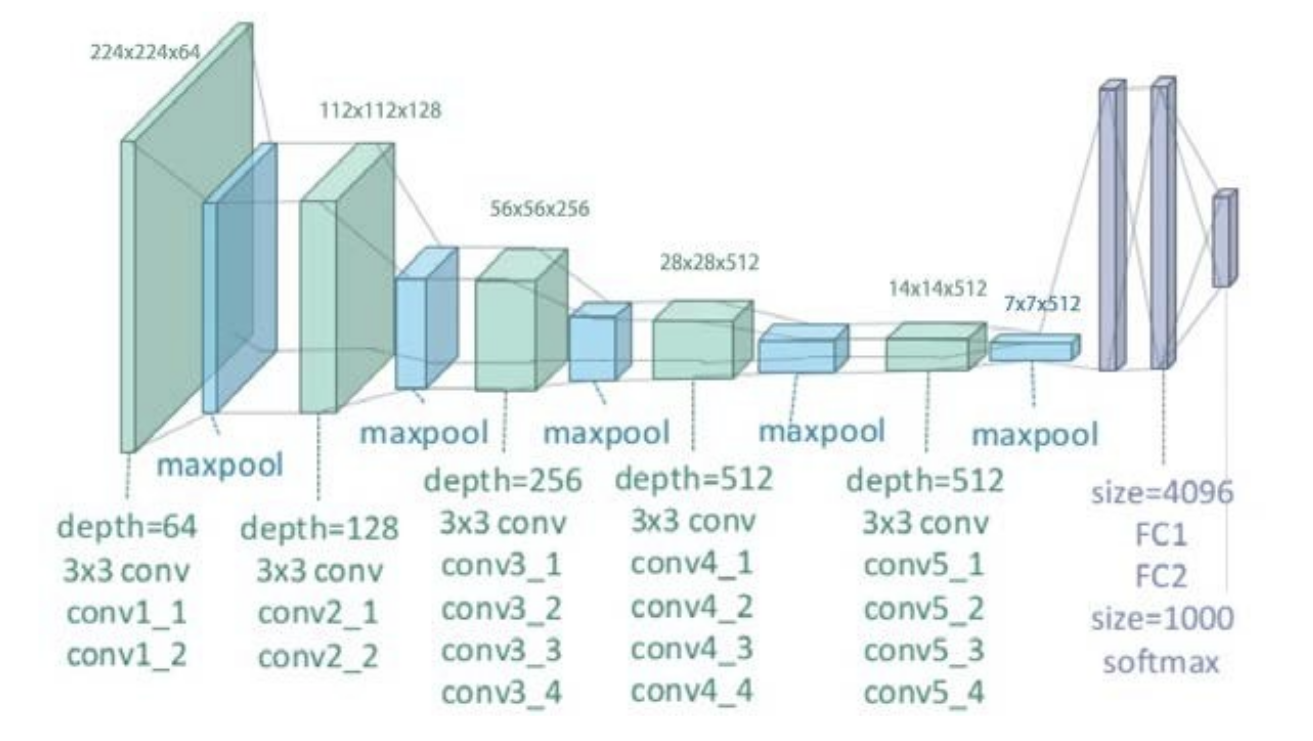 224x224x64
112x112x128
56x56x256
28x28x512
14x14x512
7x7x512
maxpool
maxpool
maxpool
maxpool
maxpool
depth=64
3x3 conv
conv1_1
conv1_2
depth=128
3x3 conv
conv2_1
conv2_2
depth=256
3x3 conv
conv3_1
conv3_2
conv3_3
conv3_4
depth=512
3x3 conv
conv4_1
conv4_2
conv4_3
conv4_4
depth=512
3x3 conv
conv5_1
conv5_2
conv5_3
conv5_4
size=4096
FC1
FC2
size=1000
softmax